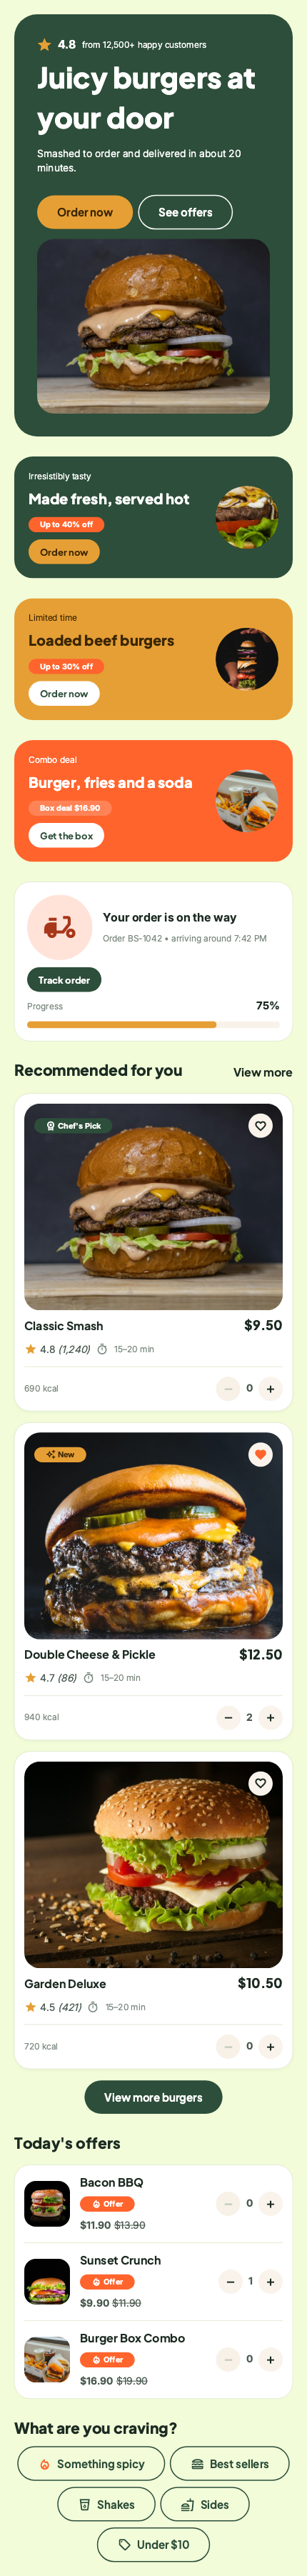 4.8 from 12,500+ happy customers
Juicy burgers at
your door
Smashed to order and delivered in about 20
minutes.
Order now
See offers
Irresistibly tasty
Made fresh, served hot
Up to 40% off
Order now
Limited time
Loaded beef burgers
Up to 30% off
Order now
Combo deal
Burger, fries and a soda
Box deal $16.90
Get the box
Your order is on the way
Order BS-1042 • arriving around 7:42 PM
Track order
Progress 75%
Recommended for you View more
Chef's Pick
Classic Smash $9.50
4.8 (1,240) 15–20 min
690 kcal − 0 +
New
Double Cheese & Pickle $12.50
4.7 (86) 15–20 min
940 kcal − 2 +
Garden Deluxe $10.50
4.5 (421) 15–20 min
720 kcal − 0 +
View more burgers
Today's offers
Bacon BBQ
Offer
$11.90 $13.90
− 0 +
Sunset Crunch
Offer
$9.90 $11.90
− 1 +
Burger Box Combo
Offer
$16.90 $19.90
− 0 +
What are you craving?
Something spicy
Best sellers
Shakes
Sides
Under $10